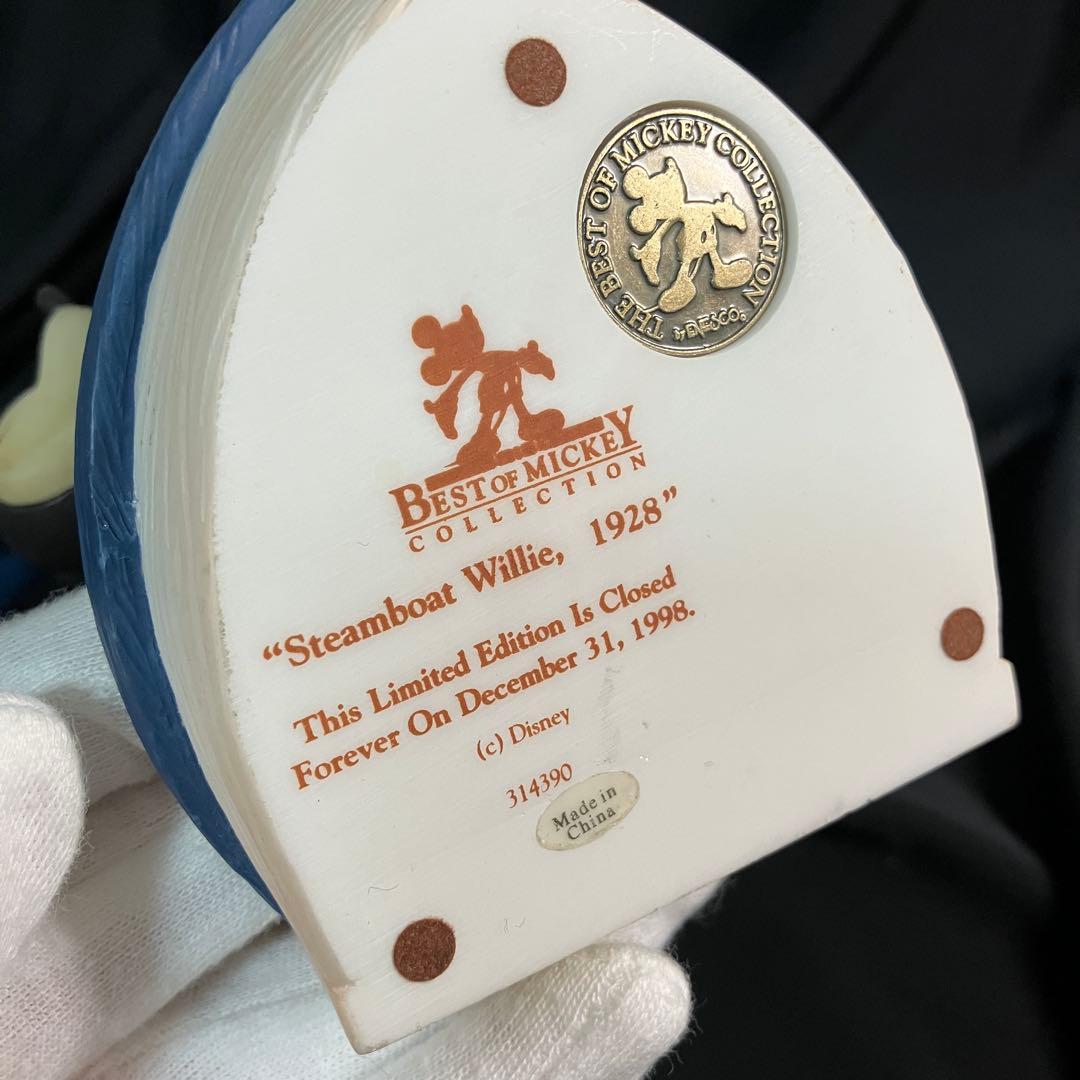 THE BEST OF MICKEY COLLECTION
by ENESCO®
BEST OF MICKEY
COLLECTION
“Steamboat Willie, 1928”
This Limited Edition Is Closed
Forever On December 31, 1998.
(c) Disney
314390
Made in
China